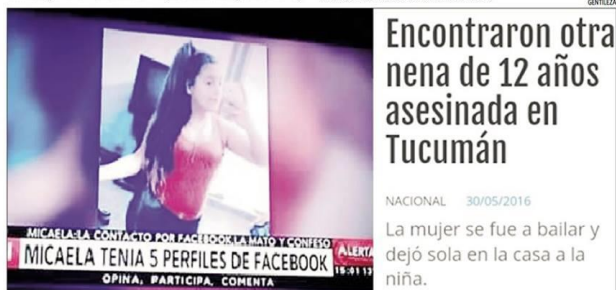 GENTILEZA
MICAELA: LA CONTACTO POR FACEBOOK, LA MATO Y CONFESO
MICAELA TENIA 5 PERFILES DE FACEBOOK
ALERTA
15:01 13
OPINA, PARTICIPA, COMENTA
Encontraron otra
nena de 12 años
asesinada en
Tucumán
NACIONAL 30/05/2016
La mujer se fue a bailar y
dejó sola en la casa a la
niña.